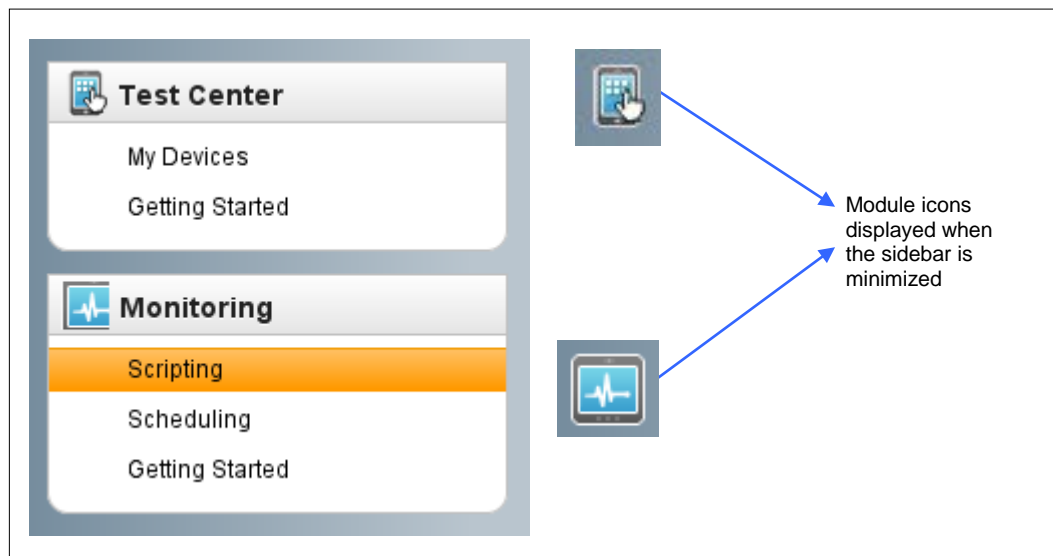 Test Center
My Devices
Getting Started
Monitoring
Scripting
Scheduling
Getting Started
Module icons
displayed when
the sidebar is
minimized